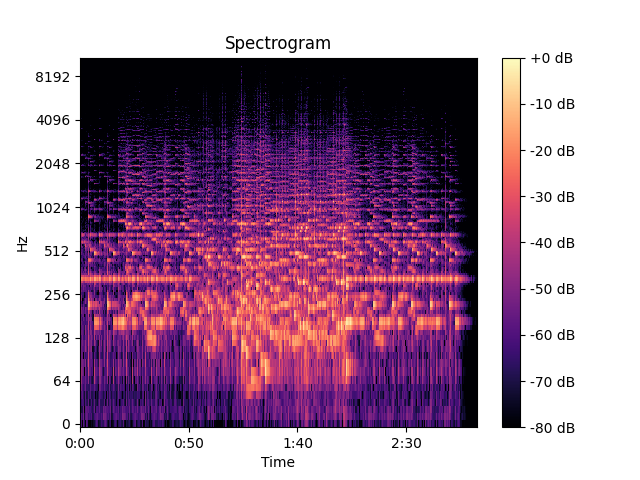 Spectrogram
8192
4096
2048
1024
512
256
128
64
0
Hz
0:00
0:50
1:40
2:30
Time
+0 dB
-10 dB
-20 dB
-30 dB
-40 dB
-50 dB
-60 dB
-70 dB
-80 dB